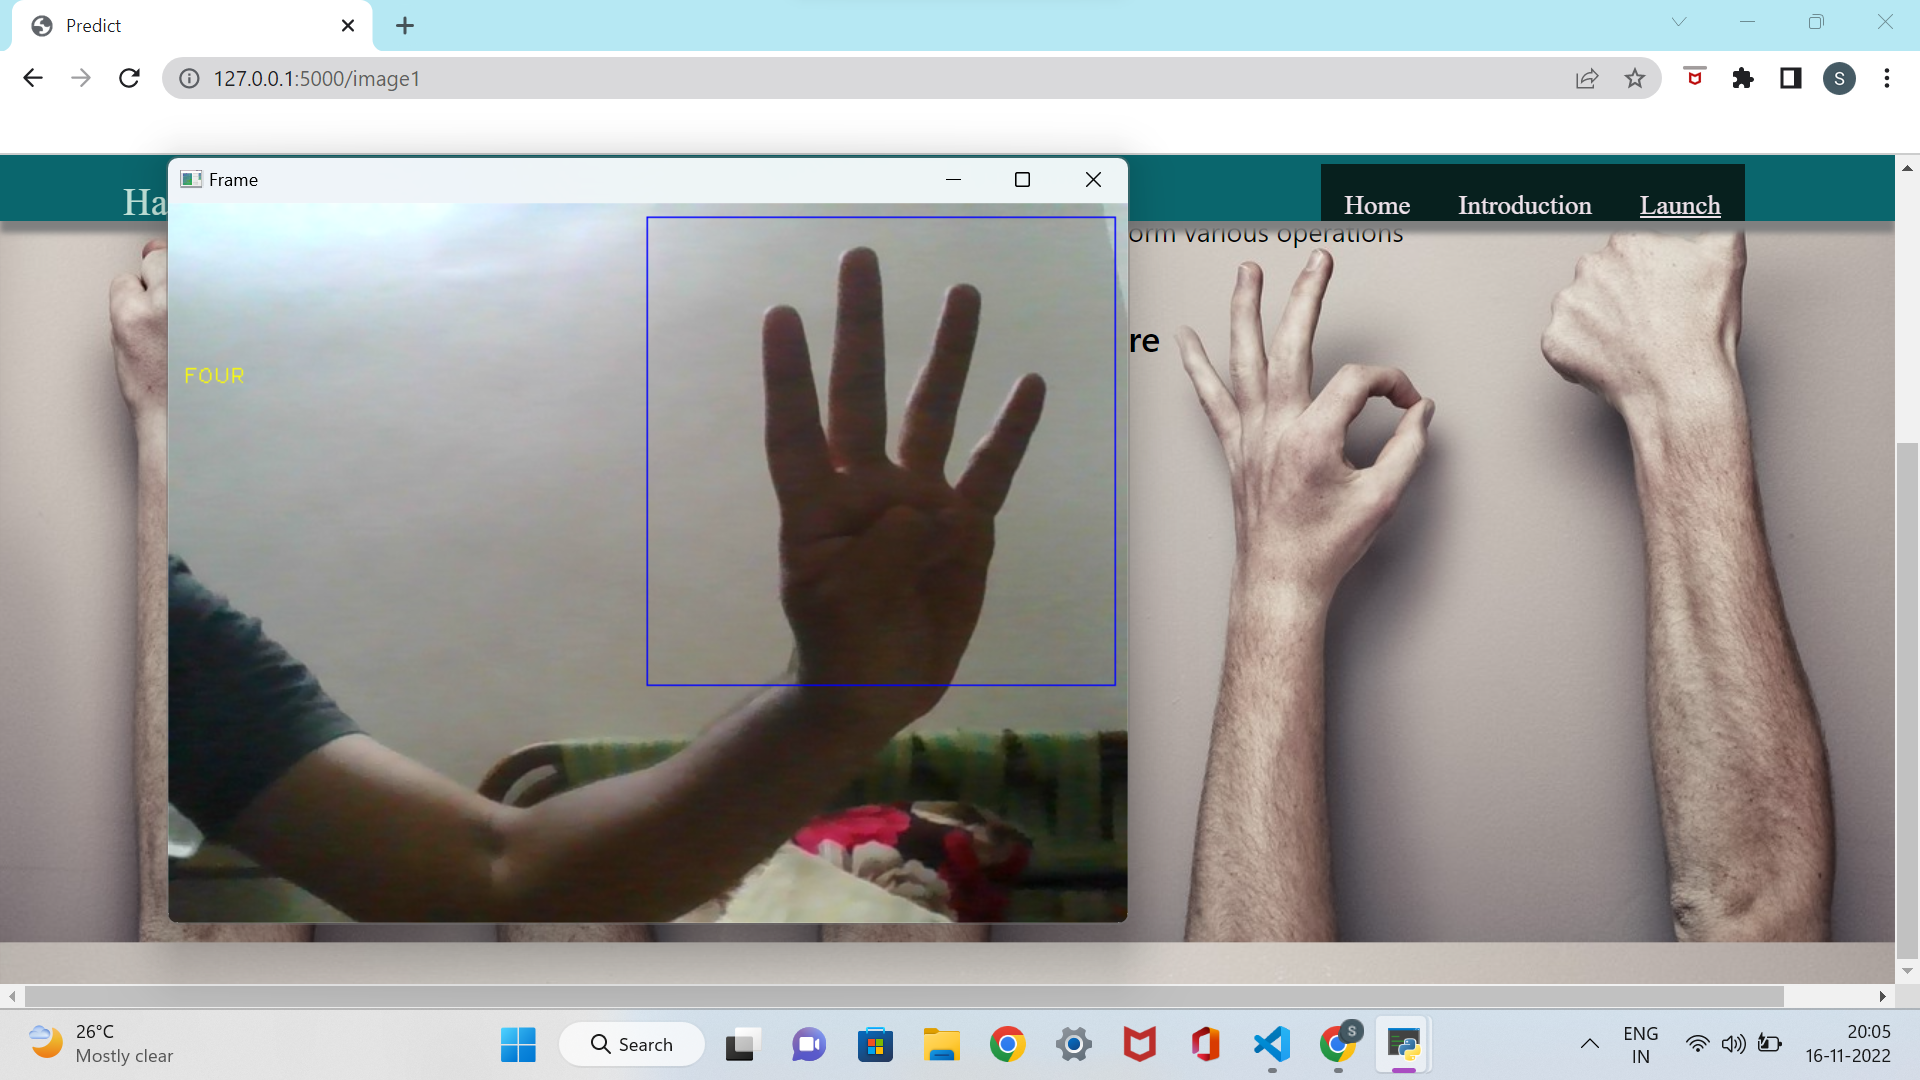 Predict
127.0.0.1:5000/image1
S
Frame
Ha
Home Introduction Launch
orm various operations
re
FOUR
26°C
Mostly clear
Search
S
ENG
IN
20:05
16-11-2022